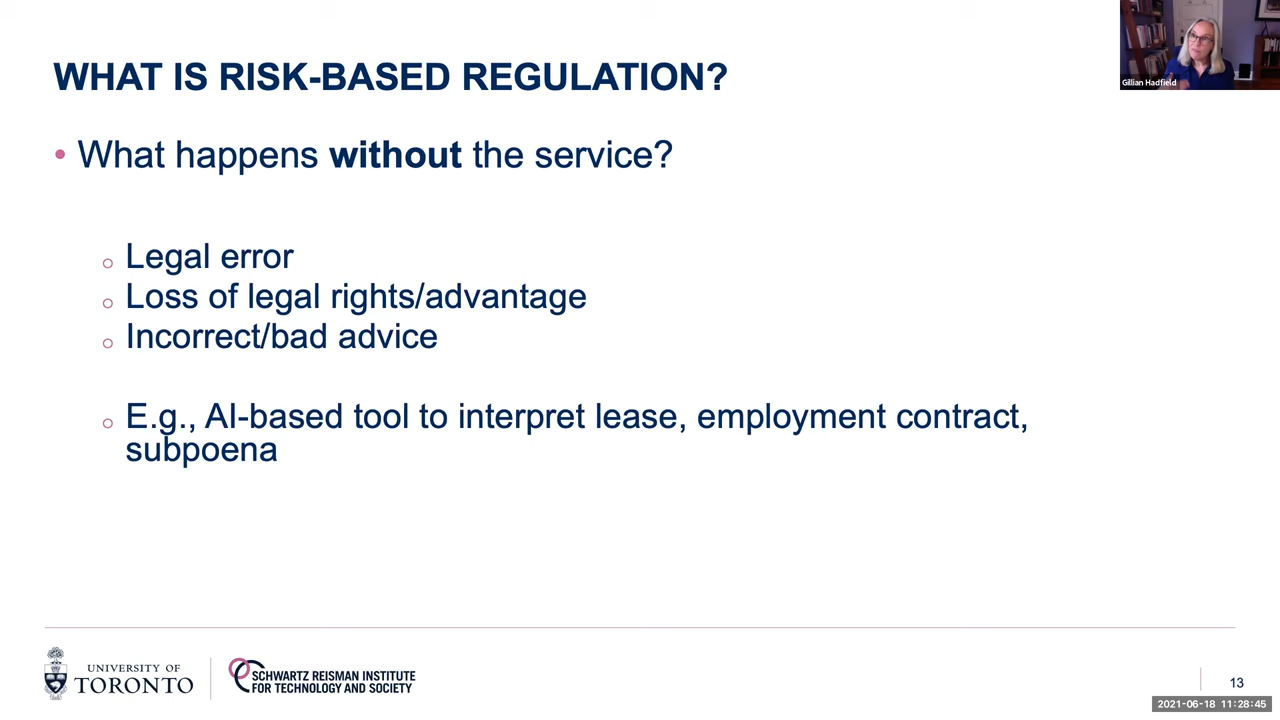 WHAT IS RISK-BASED REGULATION?
Gillian Hadfield
• What happens without the service?
○ Legal error
○ Loss of legal rights/advantage
○ Incorrect/bad advice
○ E.g., AI-based tool to interpret lease, employment contract,
subpoena
UNIVERSITY OF
TORONTO
SCHWARTZ REISMAN INSTITUTE
FOR TECHNOLOGY AND SOCIETY
13
2021-06-18 11:28:45